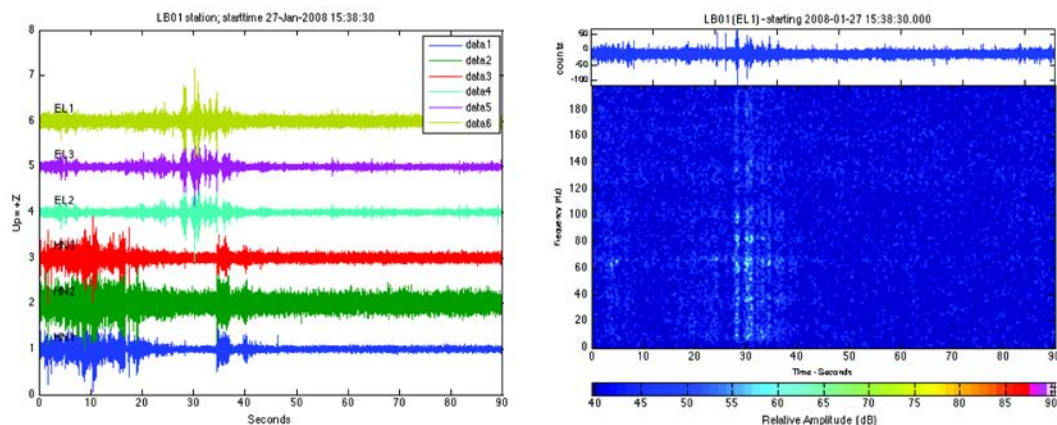 LB01 station; starttime 27-Jan-2008 15:38:30
8
7
6
5
4
3
2
1
0
Up = +Z
EL1
EL3
EL2
HN3
HN2
HN1
data1
data2
data3
data4
data5
data6
0 10 20 30 40 50 60 70 80 90
Seconds
LB01 (EL1) - starting 2008-01-27 15:38:30.000
50
0
-50
-100
counts
180
160
140
120
100
80
60
40
20
0
Frequency (Hz)
0 10 20 30 40 50 60 70 80 90
Time - Seconds
40 45 50 55 60 65 70 75 80 85 90
Relative Amplitude (dB)